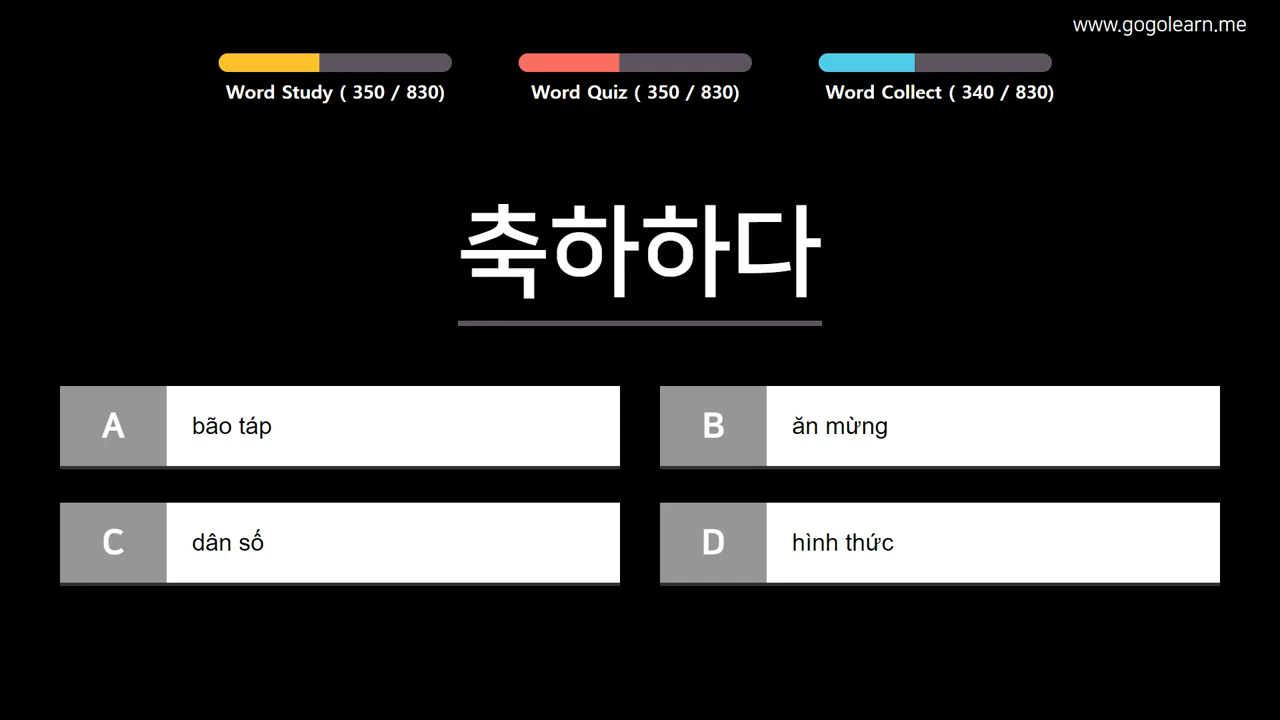 www.gogolearn.me
Word Study ( 350 / 830)
Word Quiz ( 350 / 830)
Word Collect ( 340 / 830)
축하하다
A bão táp
B ăn mừng
C dân số
D hình thức